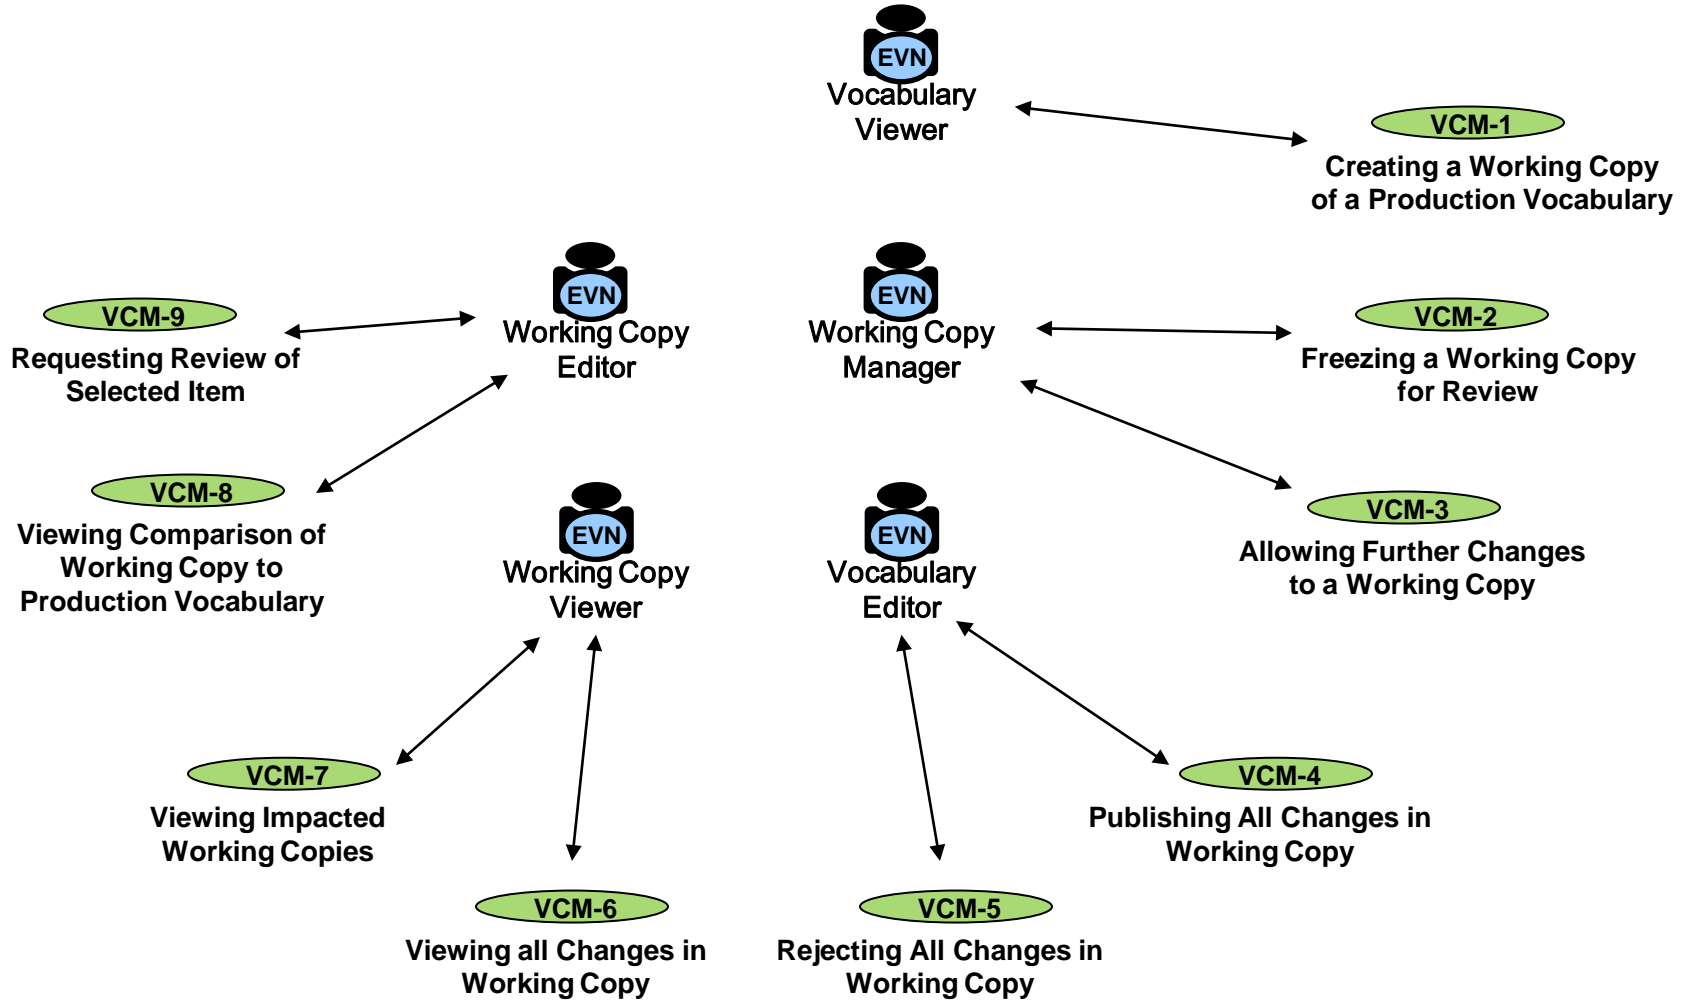 EVN
Vocabulary
Viewer
VCM-1
Creating a Working Copy
of a Production Vocabulary
EVN
Working Copy
Editor
EVN
Working Copy
Manager
VCM-9
Requesting Review of
Selected Item
VCM-2
Freezing a Working Copy
for Review
VCM-8
Viewing Comparison of
Working Copy to
Production Vocabulary
EVN
Working Copy
Viewer
EVN
Vocabulary
Editor
VCM-3
Allowing Further Changes
to a Working Copy
VCM-7
Viewing Impacted
Working Copies
VCM-4
Publishing All Changes in
Working Copy
VCM-6
Viewing all Changes in
Working Copy
VCM-5
Rejecting All Changes in
Working Copy